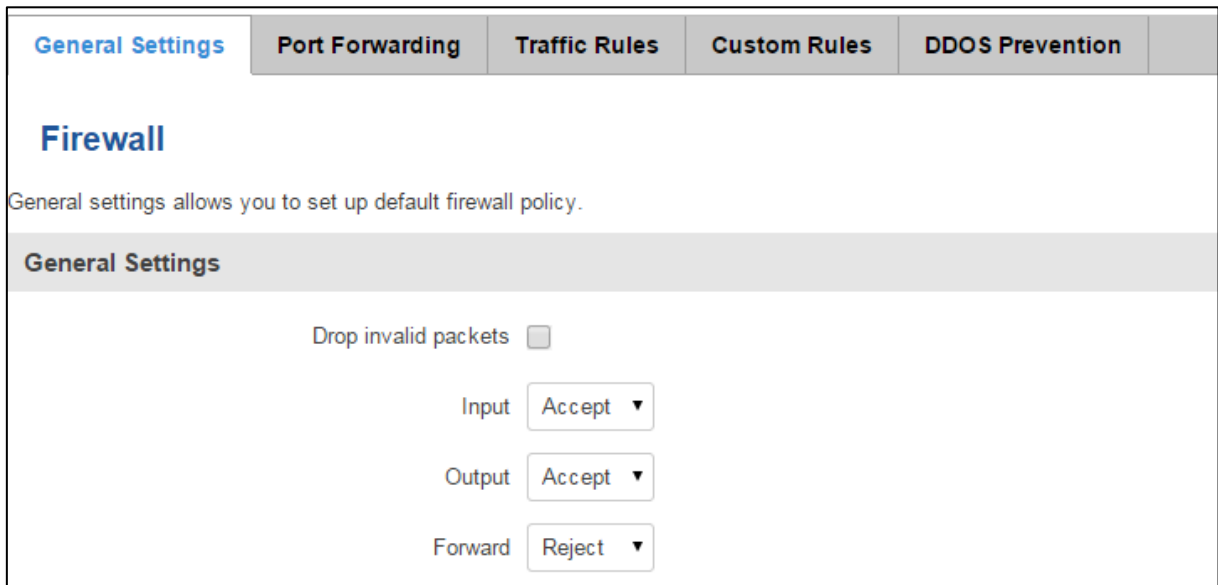 General Settings Port Forwarding Traffic Rules Custom Rules DDOS Prevention
Firewall
General settings allows you to set up default firewall policy.
General Settings
Drop invalid packets
Input Accept
Output Accept
Forward Reject